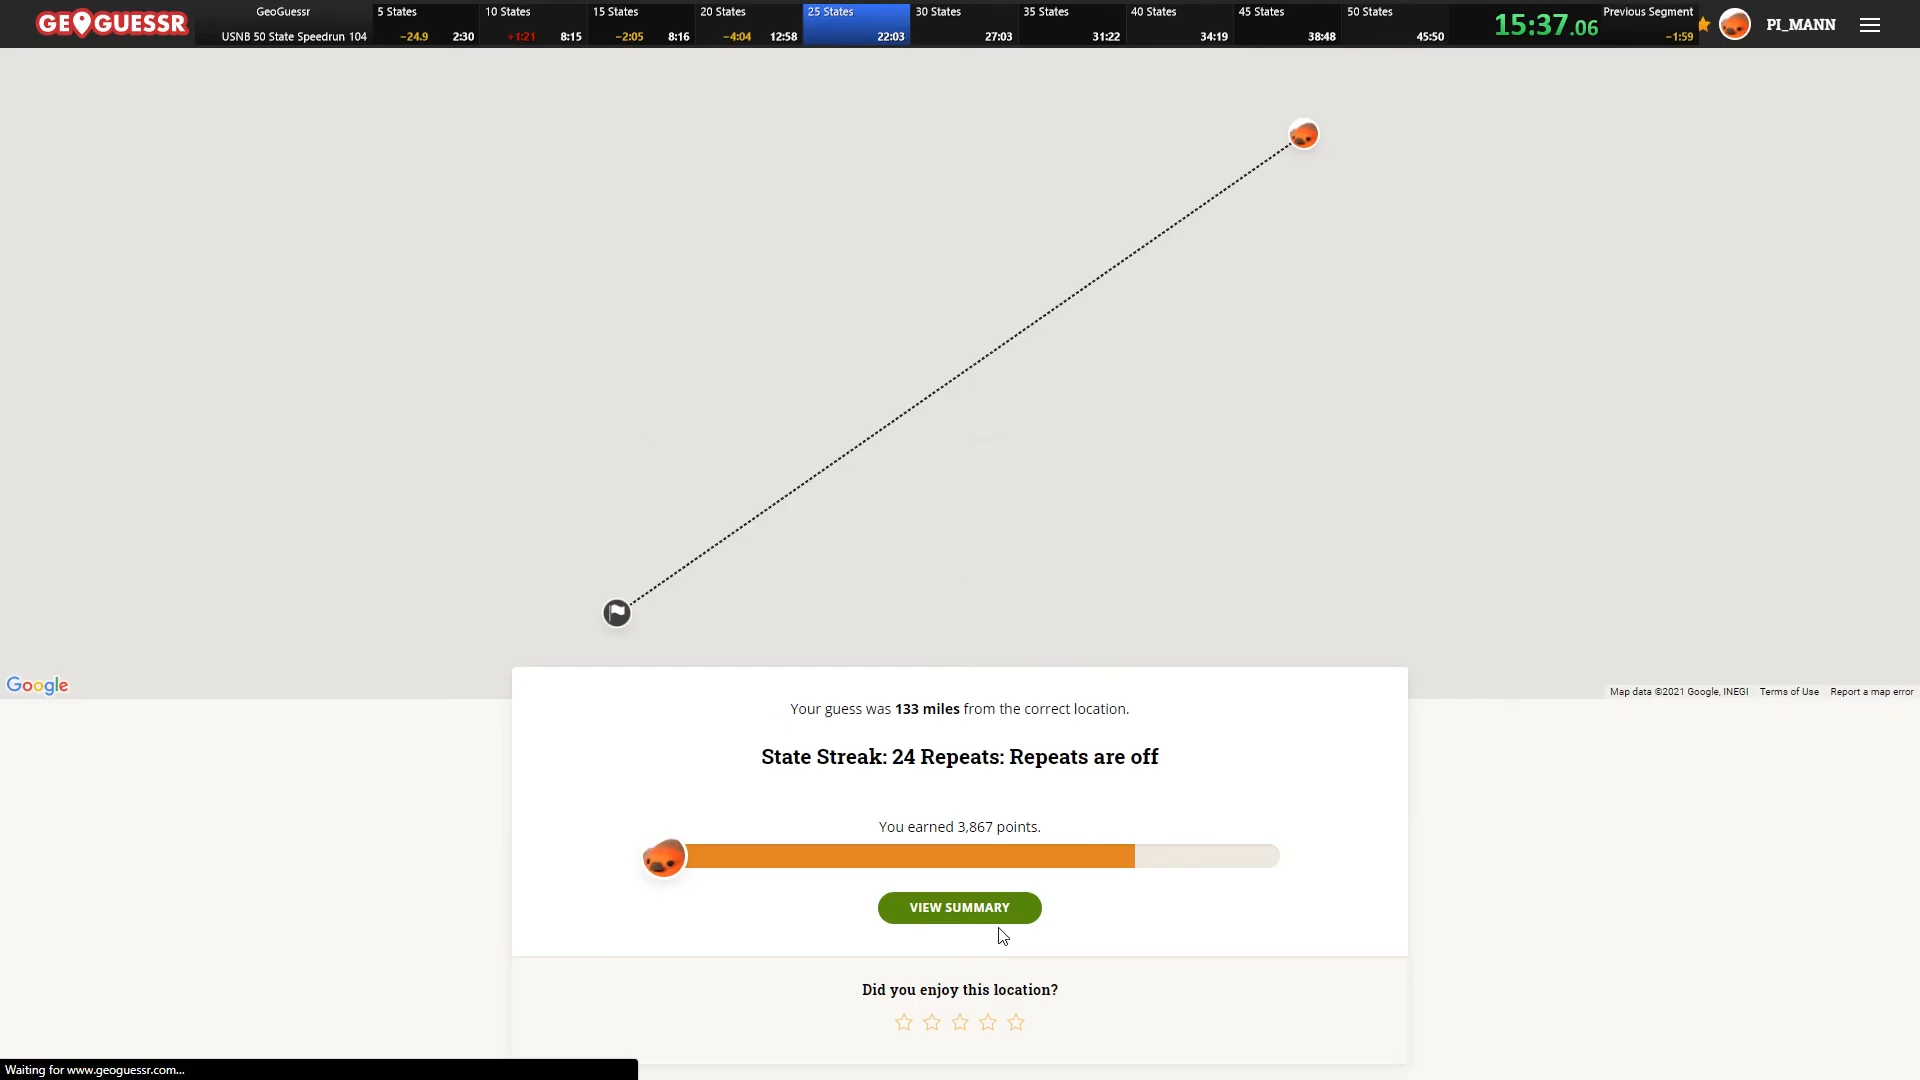 GEOGUESSR
GeoGuessr
USNB 50 State Speedrun 104
5 States
−24.9 2:30
10 States
+1:21 8:15
15 States
−2:05 8:16
20 States
−4:04 12:58
25 States
22:03
30 States
27:03
35 States
31:22
40 States
34:19
45 States
38:48
50 States
45:50
15:37.06
Previous Segment
−1:59
PI_MANN
Google
Map data ©2021 Google, INEGI Terms of Use Report a map error
Your guess was 133 miles from the correct location.
State Streak: 24 Repeats: Repeats are off
You earned 3,867 points.
VIEW SUMMARY
Did you enjoy this location?
Waiting for www.geoguessr.com...